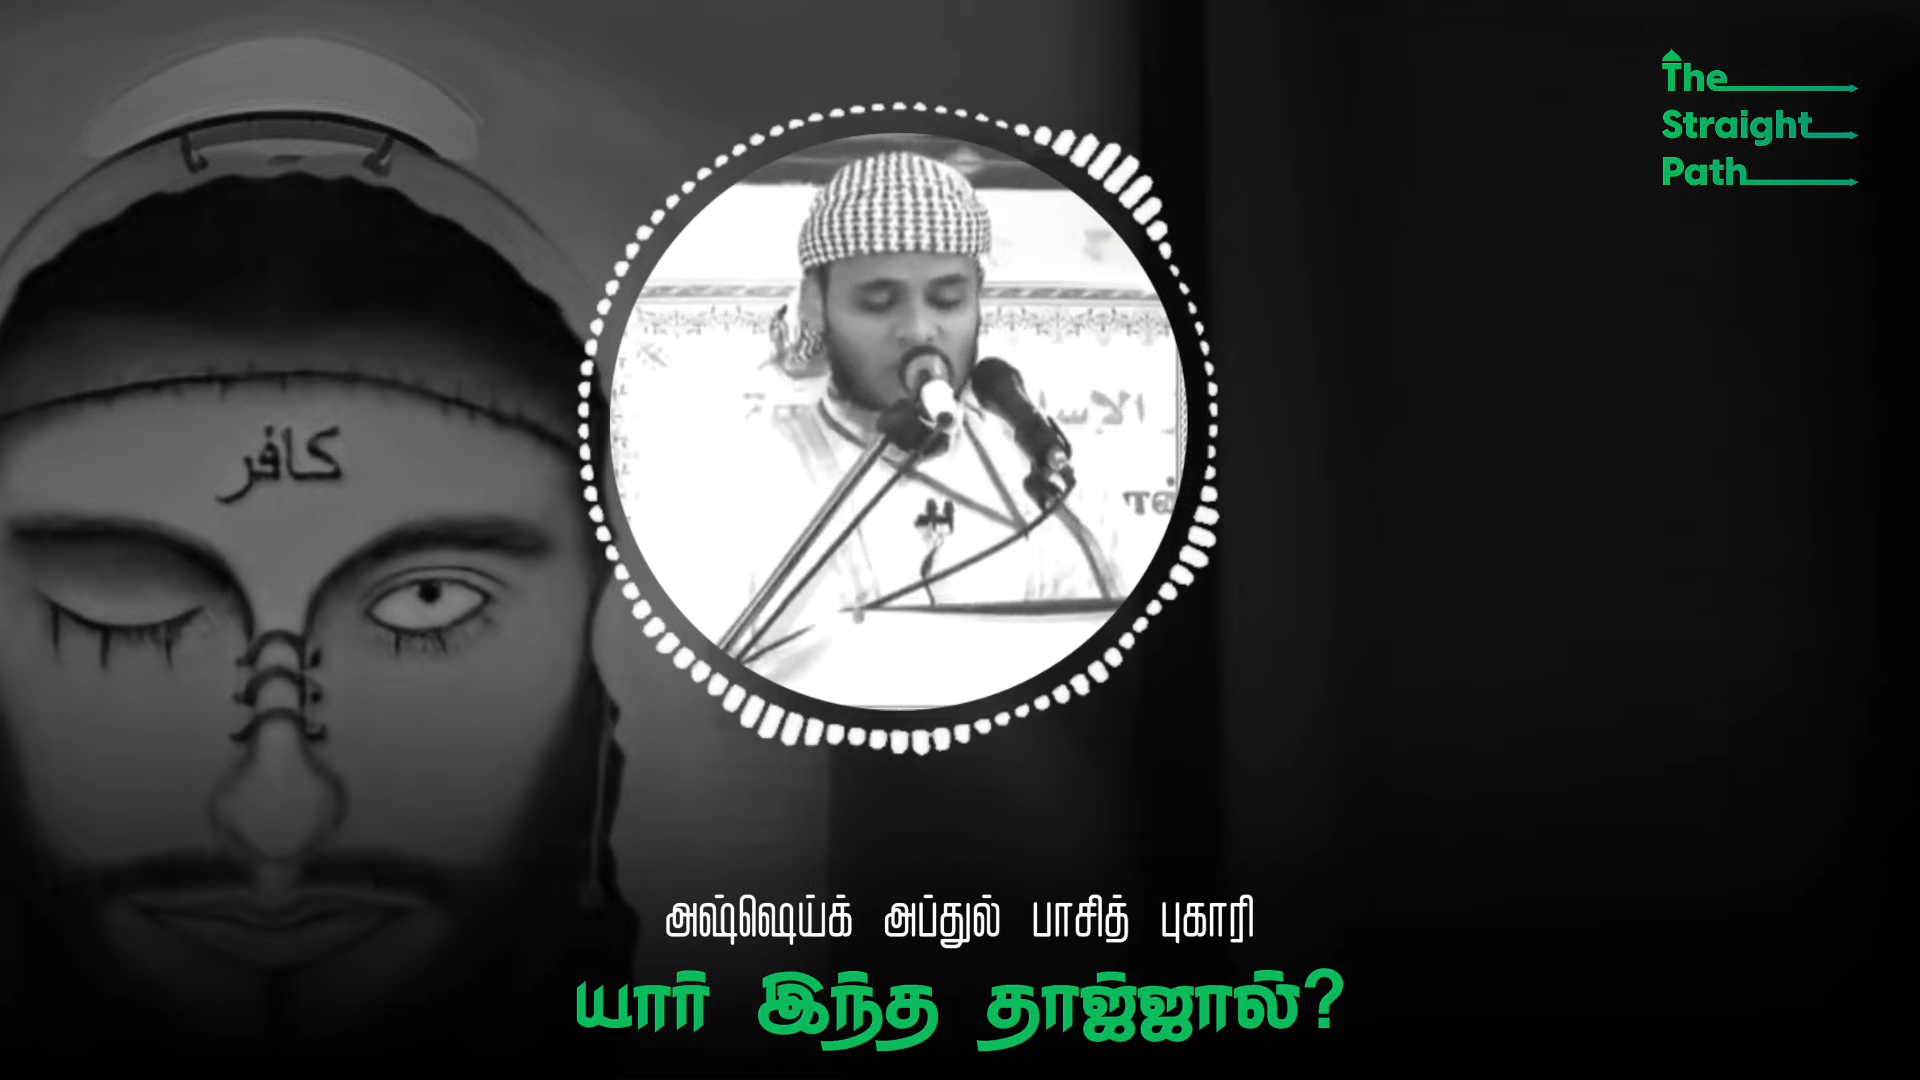 The
Straight
Path
كافر
அஷ்ஷெய்க் அப்துல் பாசித் புகாரி
யார் இந்த தாஜ்ஜால்?